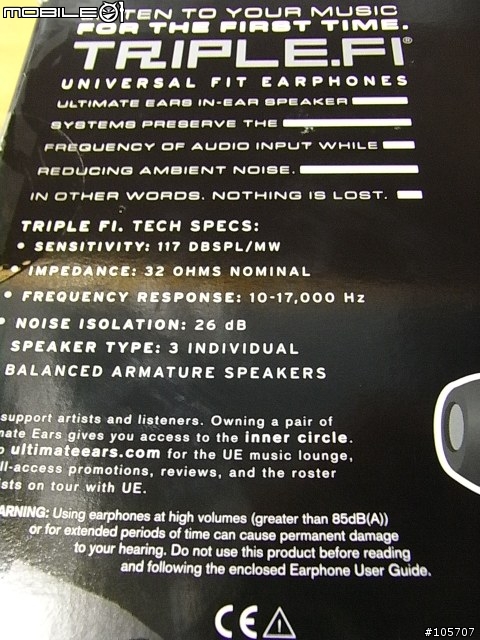 MOBILE01
TEN TO YOUR MUSIC
FOR THE FIRST TIME.
TRIPLE.FI®
UNIVERSAL FIT EARPHONES
ULTIMATE EARS IN-EAR SPEAKER
SYSTEMS PRESERVE THE
FREQUENCY OF AUDIO INPUT WHILE
REDUCING AMBIENT NOISE.
IN OTHER WORDS. NOTHING IS LOST.
TRIPLE FI. TECH SPECS:
• SENSITIVITY: 117 DBSPL/MW
• IMPEDANCE: 32 OHMS NOMINAL
• FREQUENCY RESPONSE: 10-17,000 Hz
• NOISE ISOLATION: 26 dB
SPEAKER TYPE: 3 INDIVIDUAL
BALANCED ARMATURE SPEAKERS
support artists and listeners. Owning a pair of
mate Ears gives you access to the inner circle.
o ultimateears.com for the UE music lounge,
ll-access promotions, reviews, and the roster
ists on tour with UE.
ARNING: Using earphones at high volumes (greater than 85dB(A))
or for extended periods of time can cause permanent damage
to your hearing. Do not use this product before reading
and following the enclosed Earphone User Guide.
CE
#105707